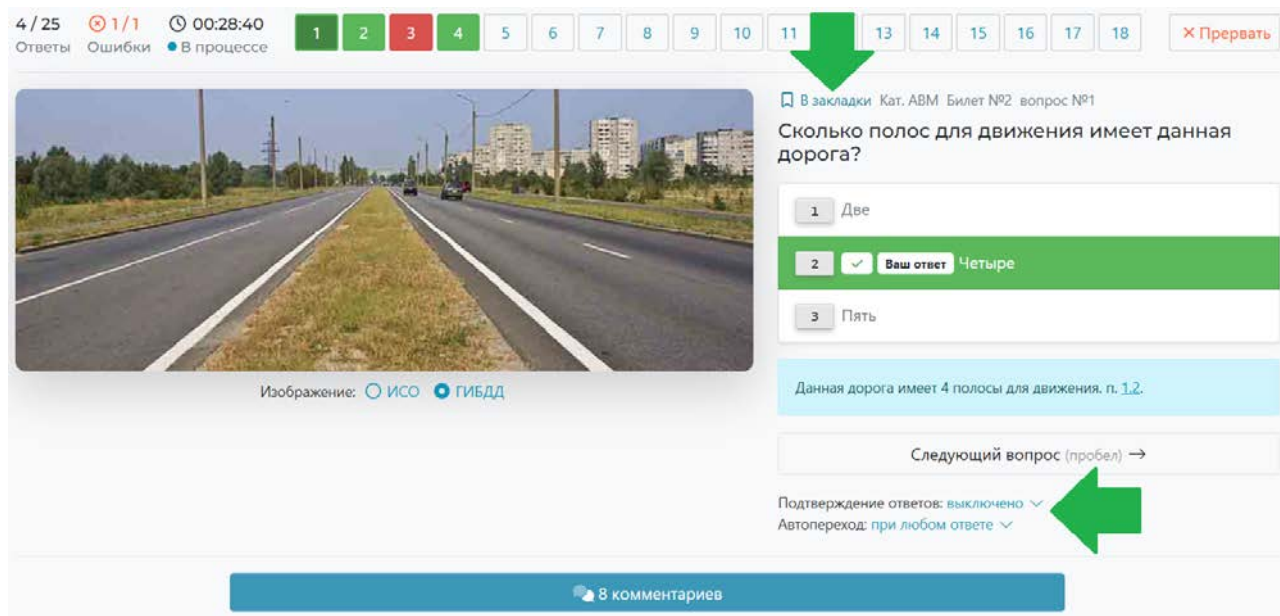 4 / 25 1 / 1 00:28:40 1 2 3 4 5 6 7 8 9 10 11 13 14 15 16 17 18 × Прервать
Ответы Ошибки В процессе
В закладки Кат. АВМ Билет №2 вопрос №1
Сколько полос для движения имеет данная
дорога?
1 Две
2 Ваш ответ Четыре
3 Пять
Изображение: ИСО ГИБДД
Данная дорога имеет 4 полосы для движения. п. 1.2.
Следующий вопрос (пробел) →
Подтверждение ответов: выключено
Автопереход: при любом ответе
8 комментариев